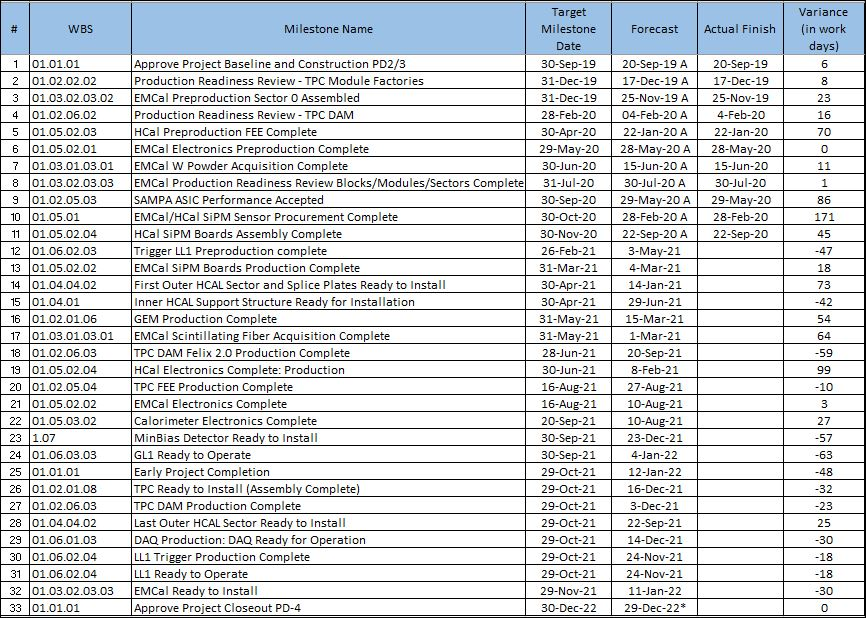 # WBS Milestone Name Target Milestone Date Forecast Actual Finish Variance (in work days)
1 01.01.01 Approve Project Baseline and Construction PD2/3 30-Sep-19 20-Sep-19 A 20-Sep-19 6
2 01.02.02.02 Production Readiness Review - TPC Module Factories 31-Dec-19 17-Dec-19 A 17-Dec-19 8
3 01.03.02.03.02 EMCal Preproduction Sector 0 Assembled 31-Dec-19 25-Nov-19 A 25-Nov-19 23
4 01.02.06.02 Production Readiness Review - TPC DAM 28-Feb-20 04-Feb-20 A 4-Feb-20 16
5 01.05.02.03 HCal Preproduction FEE Complete 30-Apr-20 22-Jan-20 A 22-Jan-20 70
6 01.05.02.01 EMCal Electronics Preproduction Complete 29-May-20 28-May-20 A 28-May-20 0
7 01.03.01.03.01 EMCal W Powder Acquisition Complete 30-Jun-20 15-Jun-20 A 15-Jun-20 11
8 01.03.02.03.03 EMCal Production Readiness Review Blocks/Modules/Sectors Complete 31-Jul-20 30-Jul-20 A 30-Jul-20 1
9 01.02.05.03 SAMPA ASIC Performance Accepted 30-Sep-20 29-May-20 A 29-May-20 86
10 01.05.01 EMCal/HCal SiPM Sensor Procurement Complete 30-Oct-20 28-Feb-20 A 28-Feb-20 171
11 01.05.02.04 HCal SiPM Boards Assembly Complete 30-Nov-20 22-Sep-20 A 22-Sep-20 45
12 01.06.02.03 Trigger LL1 Preproduction complete 26-Feb-21 3-May-21 -47
13 01.05.02.02 EMCal SiPM Boards Production Complete 31-Mar-21 4-Mar-21 18
14 01.04.04.02 First Outer HCAL Sector and Splice Plates Ready to Install 30-Apr-21 14-Jan-21 73
15 01.04.01 Inner HCAL Support Structure Ready for Installation 30-Apr-21 29-Jun-21 -42
16 01.02.01.06 GEM Production Complete 31-May-21 15-Mar-21 54
17 01.03.01.03.01 EMCal Scintillating Fiber Acquisition Complete 31-May-21 1-Mar-21 64
18 01.02.06.03 TPC DAM Felix 2.0 Production Complete 28-Jun-21 20-Sep-21 -59
19 01.05.02.04 HCal Electronics Complete: Production 30-Jun-21 8-Feb-21 99
20 01.02.05.04 TPC FEE Production Complete 16-Aug-21 27-Aug-21 -10
21 01.05.02.02 EMCal Electronics Complete 16-Aug-21 10-Aug-21 3
22 01.05.03.02 Calorimeter Electronics Complete 20-Sep-21 10-Aug-21 27
23 1.07 MinBias Detector Ready to Install 30-Sep-21 23-Dec-21 -57
24 01.06.03.03 GL1 Ready to Operate 30-Sep-21 4-Jan-22 -63
25 01.01.01 Early Project Completion 29-Oct-21 12-Jan-22 -48
26 01.02.01.08 TPC Ready to Install (Assembly Complete) 29-Oct-21 16-Dec-21 -32
27 01.02.06.03 TPC DAM Production Complete 29-Oct-21 3-Dec-21 -23
28 01.04.04.02 Last Outer HCAL Sector Ready to Install 29-Oct-21 22-Sep-21 25
29 01.06.01.03 DAQ Production: DAQ Ready for Operation 29-Oct-21 14-Dec-21 -30
30 01.06.02.04 LL1 Trigger Production Complete 29-Oct-21 24-Nov-21 -18
31 01.06.02.04 LL1 Ready to Operate 29-Oct-21 24-Nov-21 -18
32 01.03.02.03.03 EMCal Ready to Install 29-Nov-21 11-Jan-22 -30
33 01.01.01 Approve Project Closeout PD-4 30-Dec-22 29-Dec-22* 0